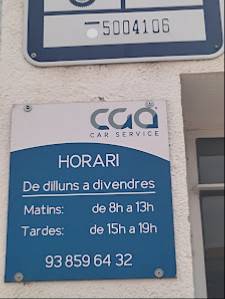 5004106
cga
CAR SERVICE
HORARI
De dilluns a divendres
Matins: de 8h a 13h
Tardes: de 15h a 19h
93 859 64 32